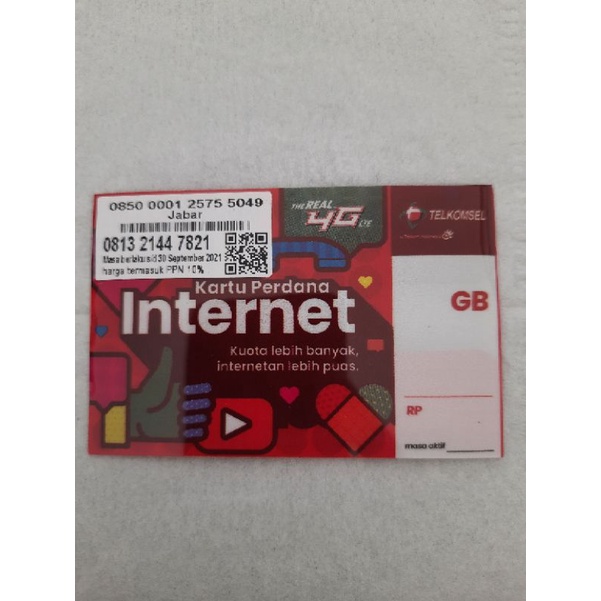 0850 0001 2575 5049
Jabar
0813 2144 7821
Masa berlaku s/d 30 September 2021
harga termasuk PPN 10%
THE REAL
4G LTE
TELKOMSEL
Kartu Perdana
Internet
Kuota lebih banyak,
internetan lebih puas.
GB
RP
masa aktif